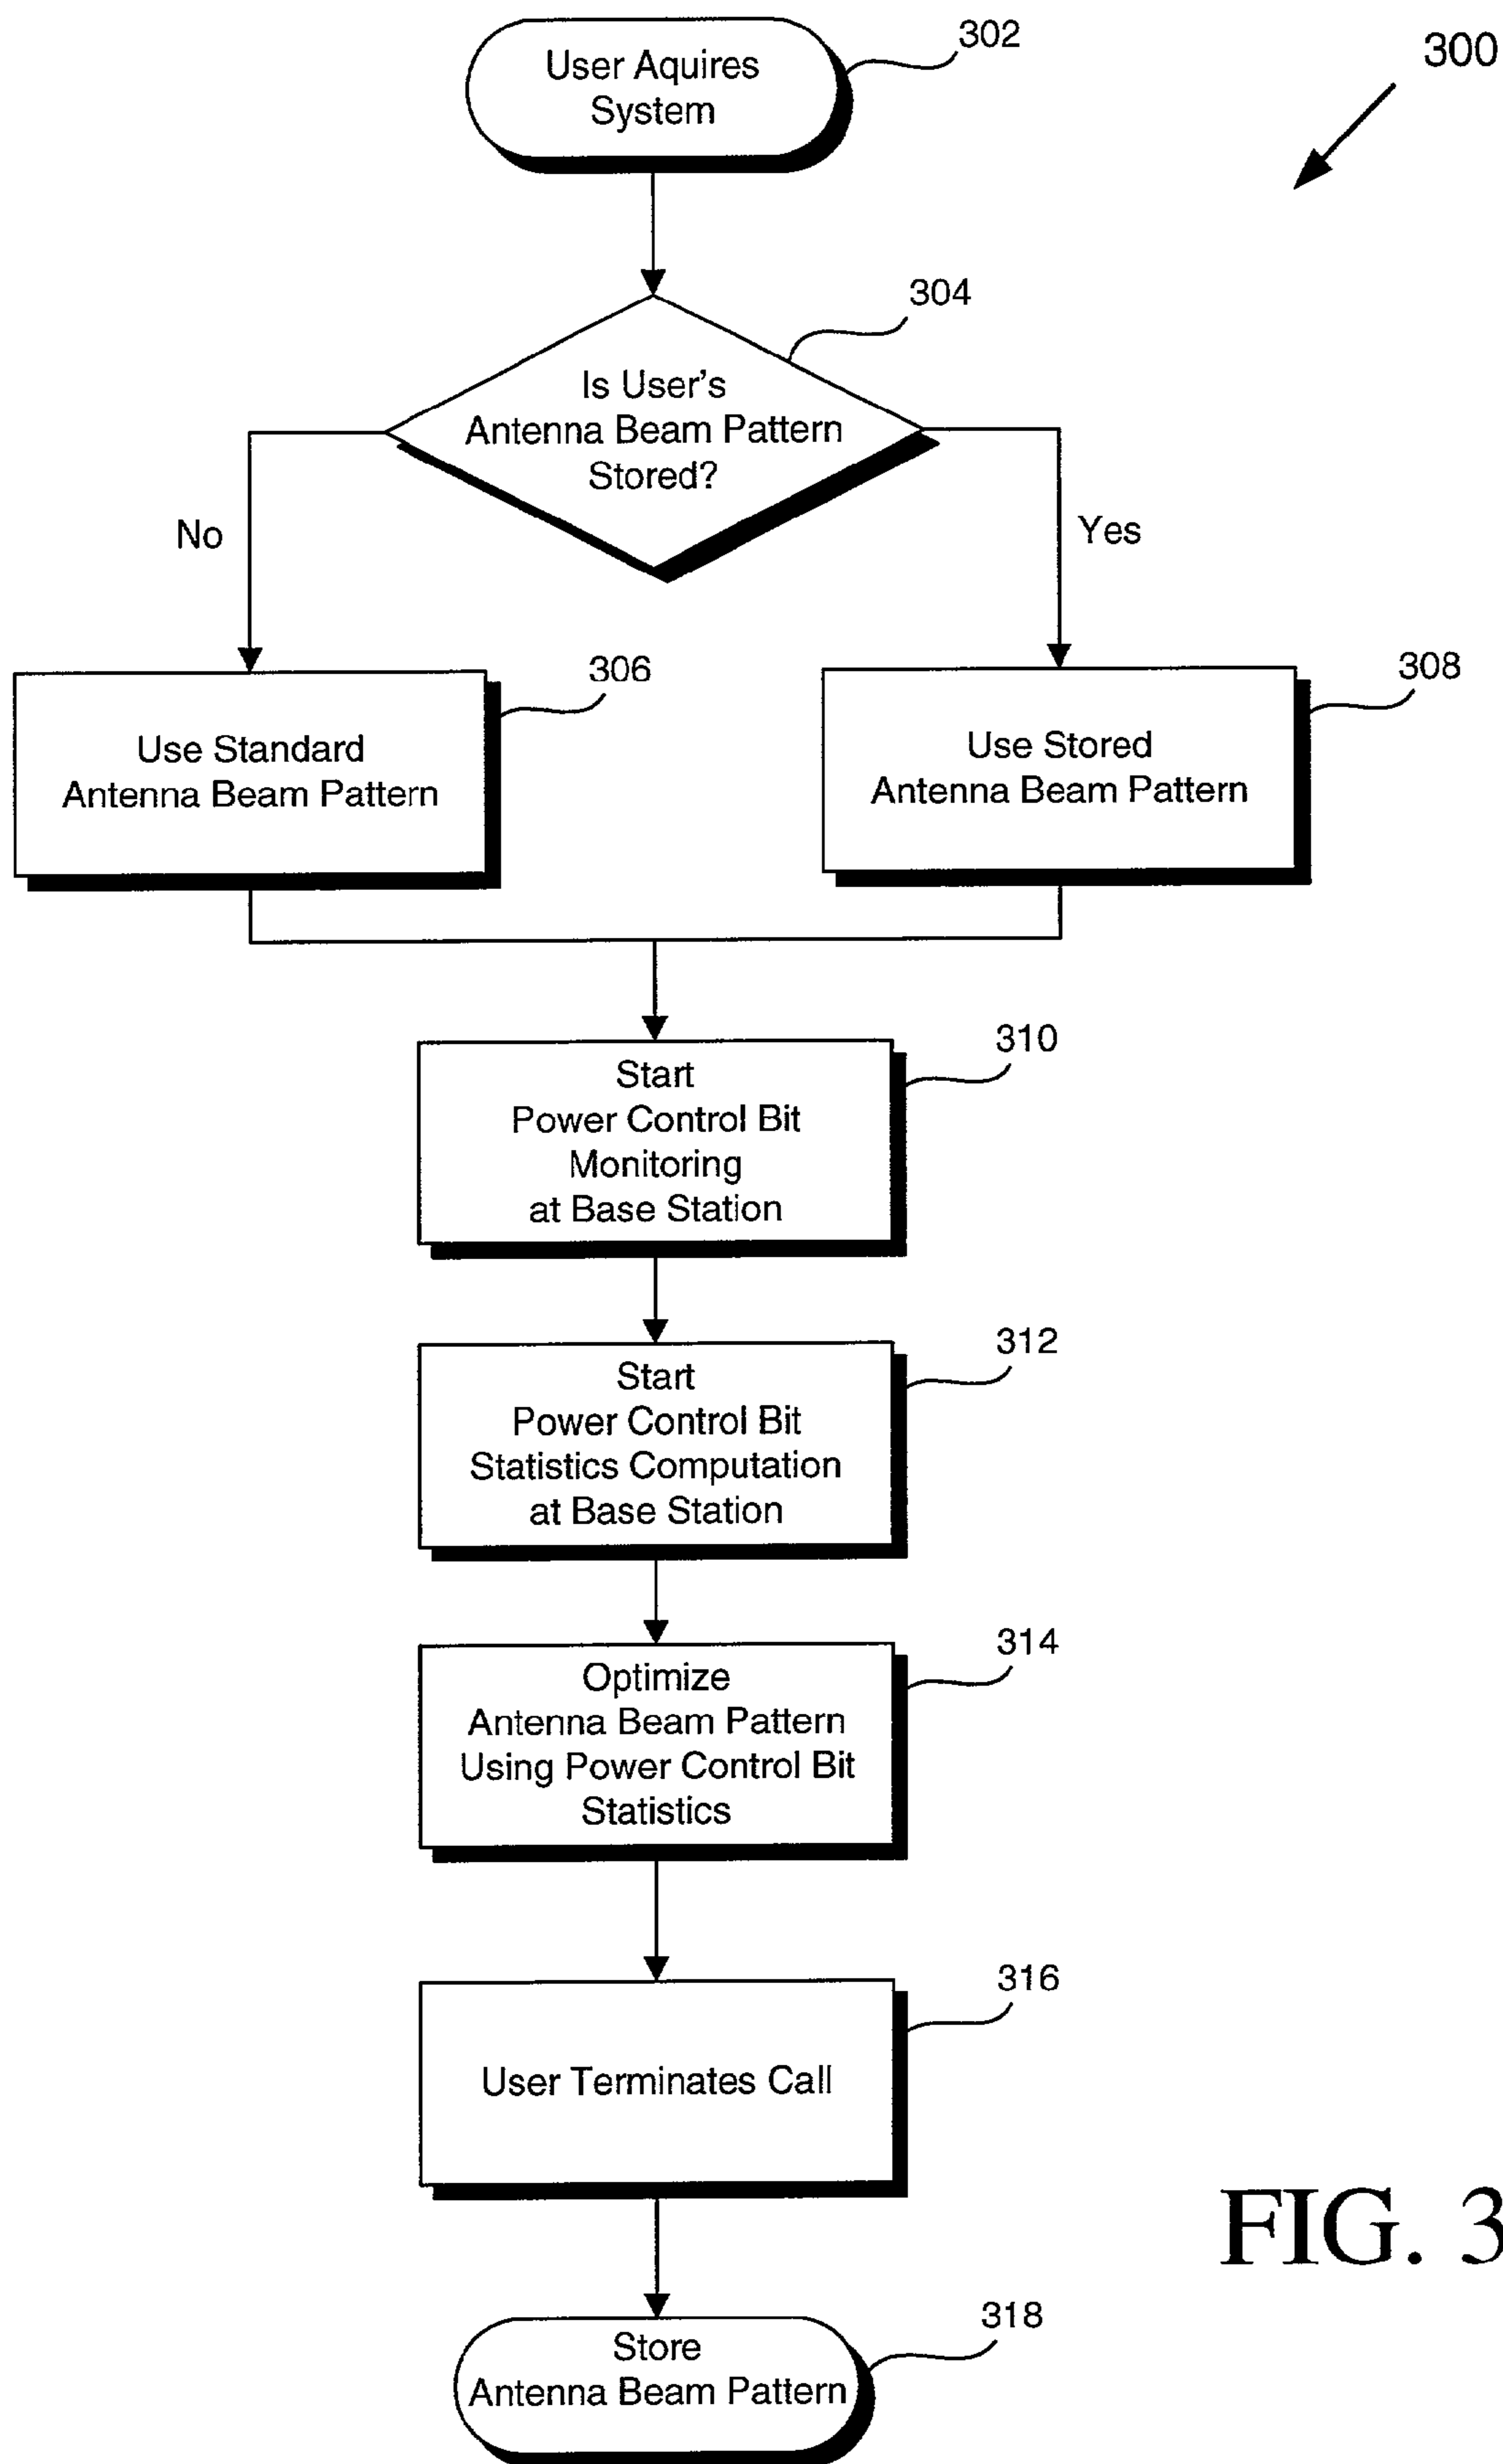 302
300
User Aquires
System
304
Is User's
Antenna Beam Pattern
Stored?
No
Yes
306
308
Use Standard
Antenna Beam Pattern
Use Stored
Antenna Beam Pattern
310
Start
Power Control Bit
Monitoring
at Base Station
312
Start
Power Control Bit
Statistics Computation
at Base Station
314
Optimize
Antenna Beam Pattern
Using Power Control Bit
Statistics
316
User Terminates Call
FIG. 3
318
Store
Antenna Beam Pattern